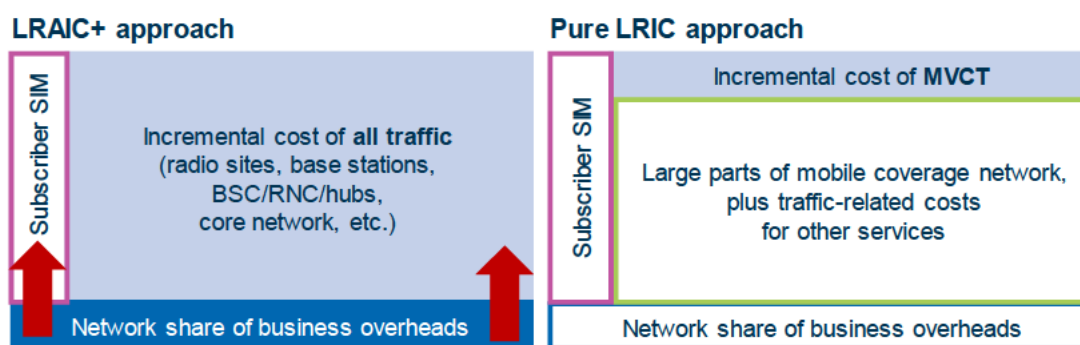 LRAIC+ approach
Subscriber SIM
Incremental cost of all traffic
(radio sites, base stations,
BSC/RNC/hubs,
core network, etc.)
Network share of business overheads
Pure LRIC approach
Subscriber SIM
Incremental cost of MVCT
Large parts of mobile coverage network,
plus traffic-related costs
for other services
Network share of business overheads